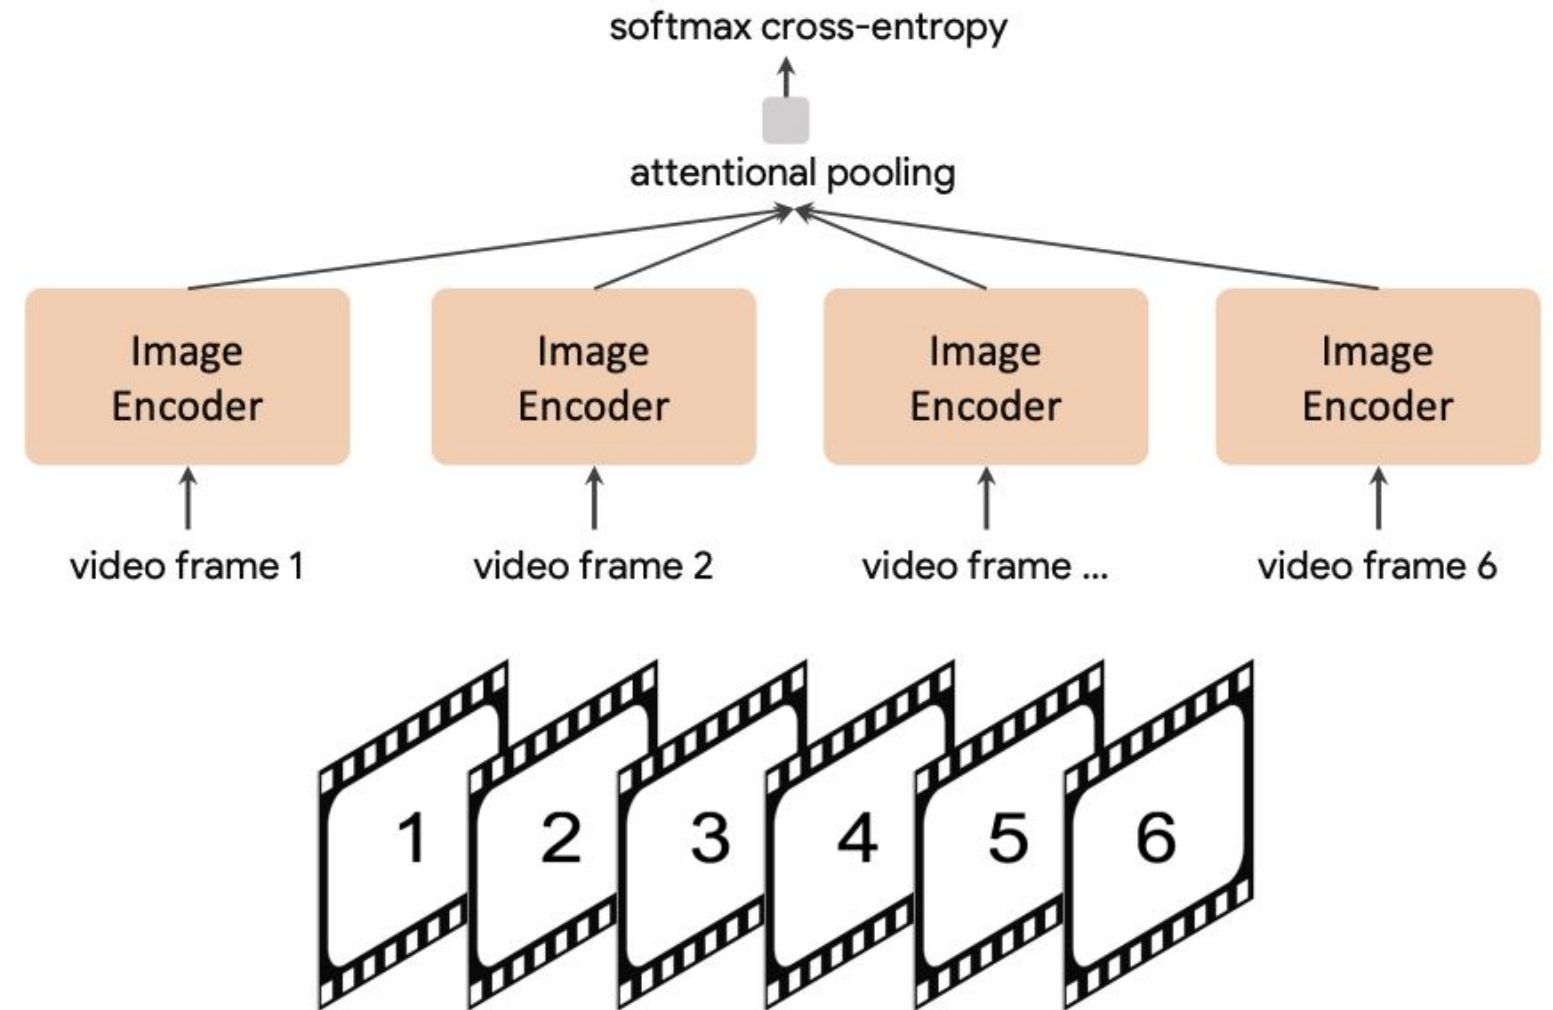 softmax cross-entropy
attentional pooling
Image Encoder Image Encoder Image Encoder Image Encoder
video frame 1 video frame 2 video frame ... video frame 6
1 2 3 4 5 6